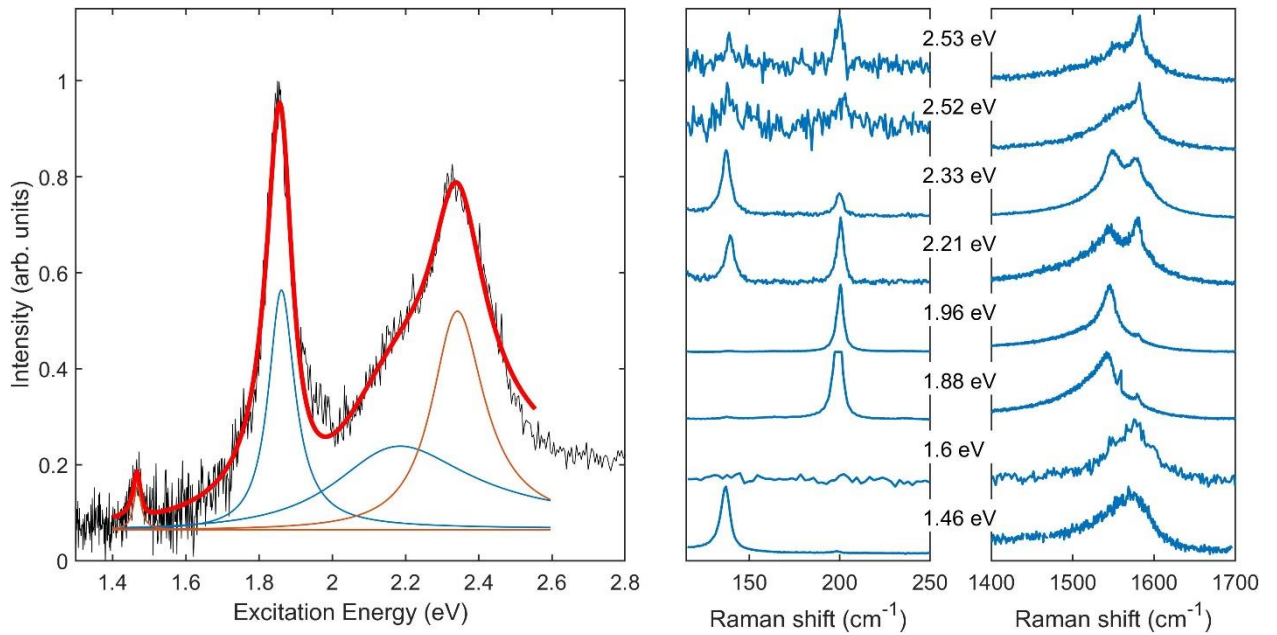 Intensity (arb. units)
1
0.8
0.6
0.4
0.2
0
1.4 1.6 1.8 2 2.2 2.4 2.6 2.8
Excitation Energy (eV)
2.53 eV
2.52 eV
2.33 eV
2.21 eV
1.96 eV
1.88 eV
1.6 eV
1.46 eV
150 200 250
Raman shift (cm⁻¹)
1400 1500 1600 1700
Raman shift (cm⁻¹)